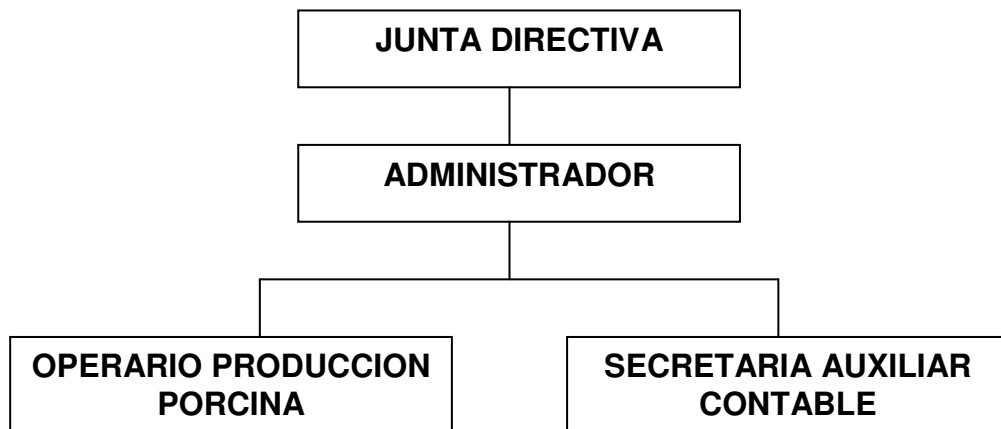 JUNTA DIRECTIVA
ADMINISTRADOR
OPERARIO PRODUCCION
PORCINA
SECRETARIA AUXILIAR
CONTABLE